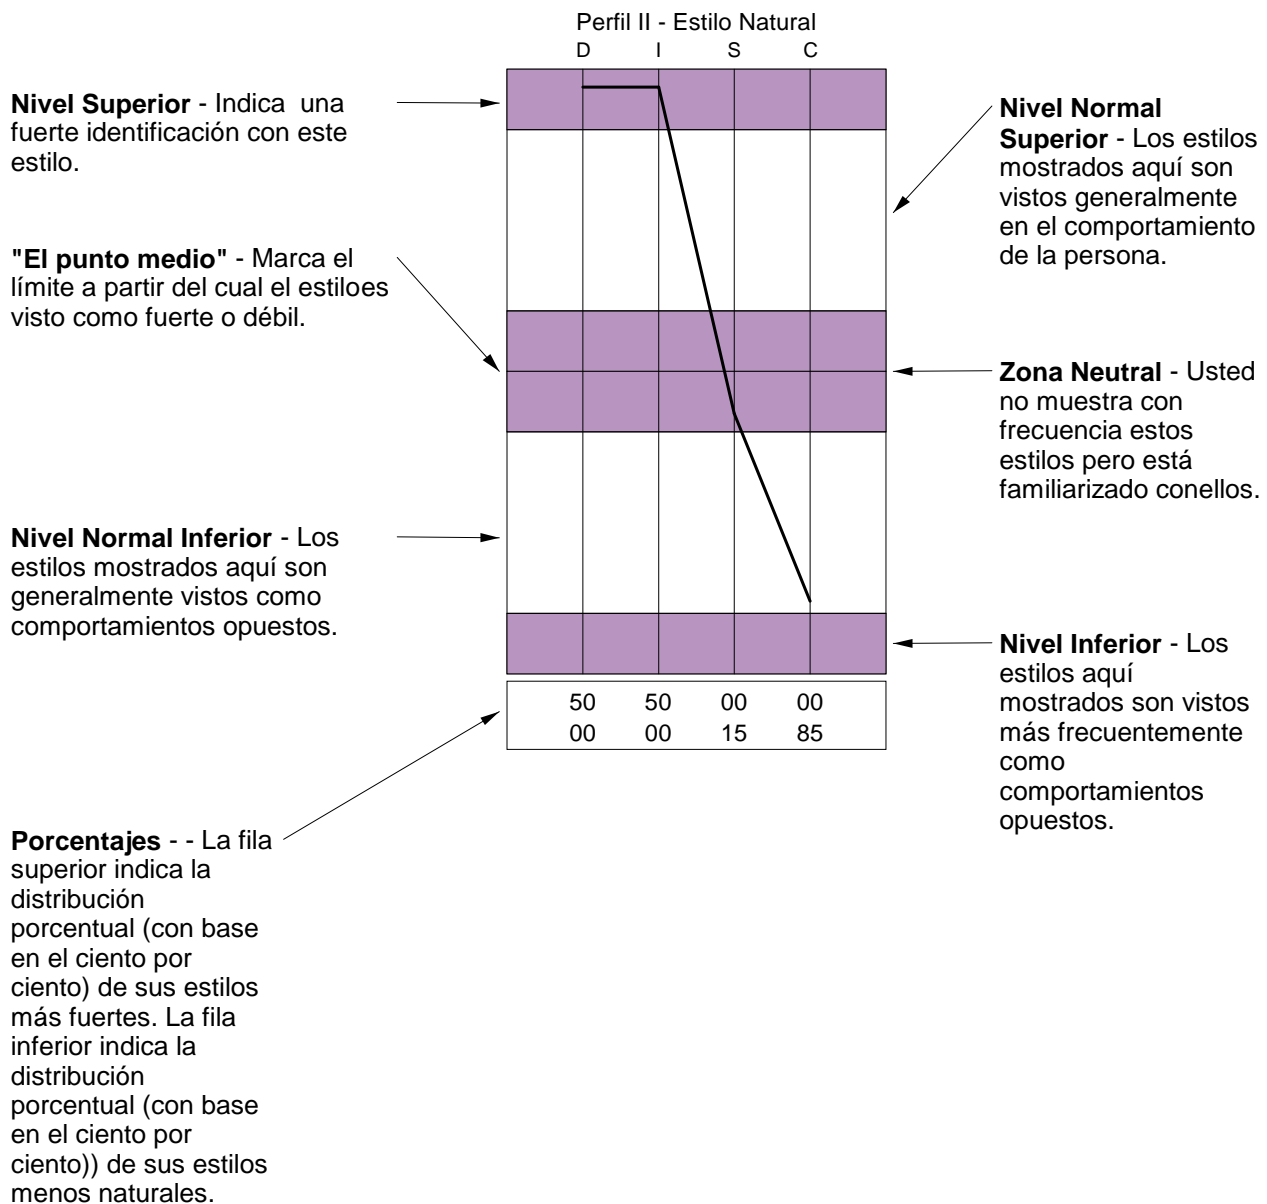 Perfil II - Estilo Natural
D I S C
Nivel Superior - Indica una
fuerte identificación con este
estilo.
"El punto medio" - Marca el
límite a partir del cual el estiloes
visto como fuerte o débil.
Nivel Normal Inferior - Los
estilos mostrados aquí son
generalmente vistos como
comportamientos opuestos.
Nivel Normal
Superior - Los estilos
mostrados aquí son
vistos generalmente
en el comportamiento
de la persona.
Zona Neutral - Usted
no muestra con
frecuencia estos
estilos pero está
familiarizado conellos.
Nivel Inferior - Los
estilos aquí
mostrados son vistos
más frecuentemente
como
comportamientos
opuestos.
50 50 00 00
00 00 15 85
Porcentajes - - La fila
superior indica la
distribución
porcentual (con base
en el ciento por
ciento) de sus estilos
más fuertes. La fila
inferior indica la
distribución
porcentual (con base
en el ciento por
ciento)) de sus estilos
menos naturales.